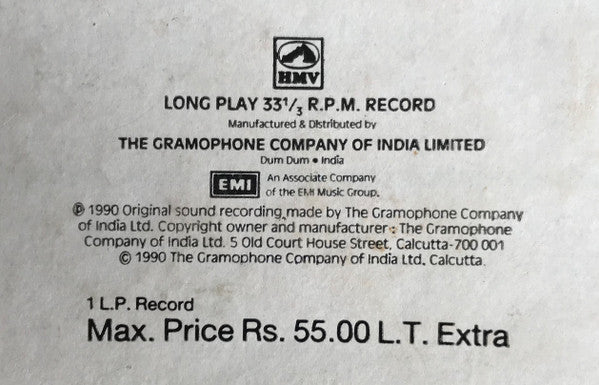 HMV
LONG PLAY 33 1/3 R.P.M. RECORD
Manufactured & Distributed by
THE GRAMOPHONE COMPANY OF INDIA LIMITED
Dum Dum • India
EMI An Associate Company
of the EMI Music Group.
℗ 1990 Original sound recording made by The Gramophone Company
of India Ltd. Copyright owner and manufacturer : The Gramophone
Company of India Ltd. 5 Old Court House Street, Calcutta-700 001
© 1990 The Gramophone Company of India Ltd. Calcutta.
1 L.P. Record
Max. Price Rs. 55.00 L.T. Extra